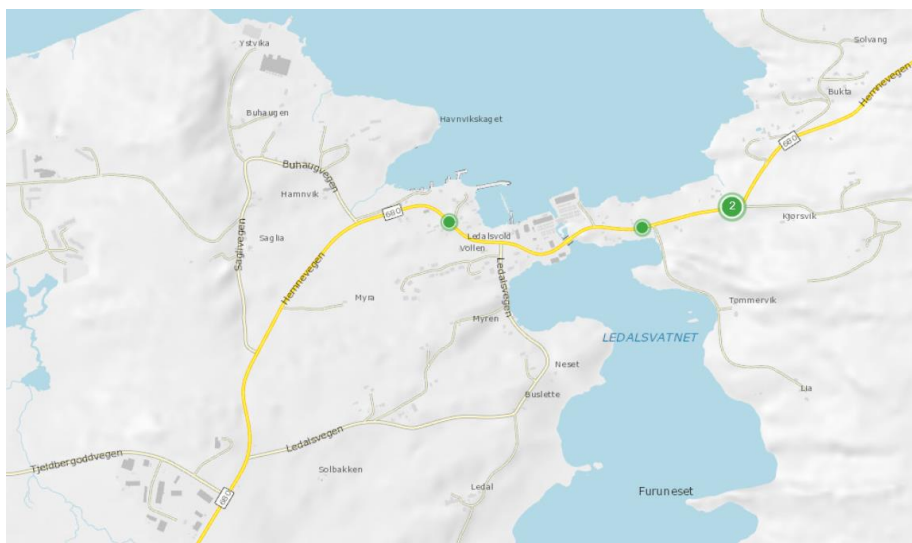 Ystvika
Solvang
Bukta
Hemnevegen
Buhaugen
Havnvikskaget
680
Buhaugvegen
Hamnvik
680
2
Kjørsvik
Saglivegen
Saglia
Ledalsvold
Vollen
Hemnevegen
Ledalsvegen
Myra
Tømmervik
Myren
LEDALSVATNET
Neset
Lia
Buslette
Ledalsvegen
Tjeldbergoddvegen
Solbakken
Ledal
Furuneset
680